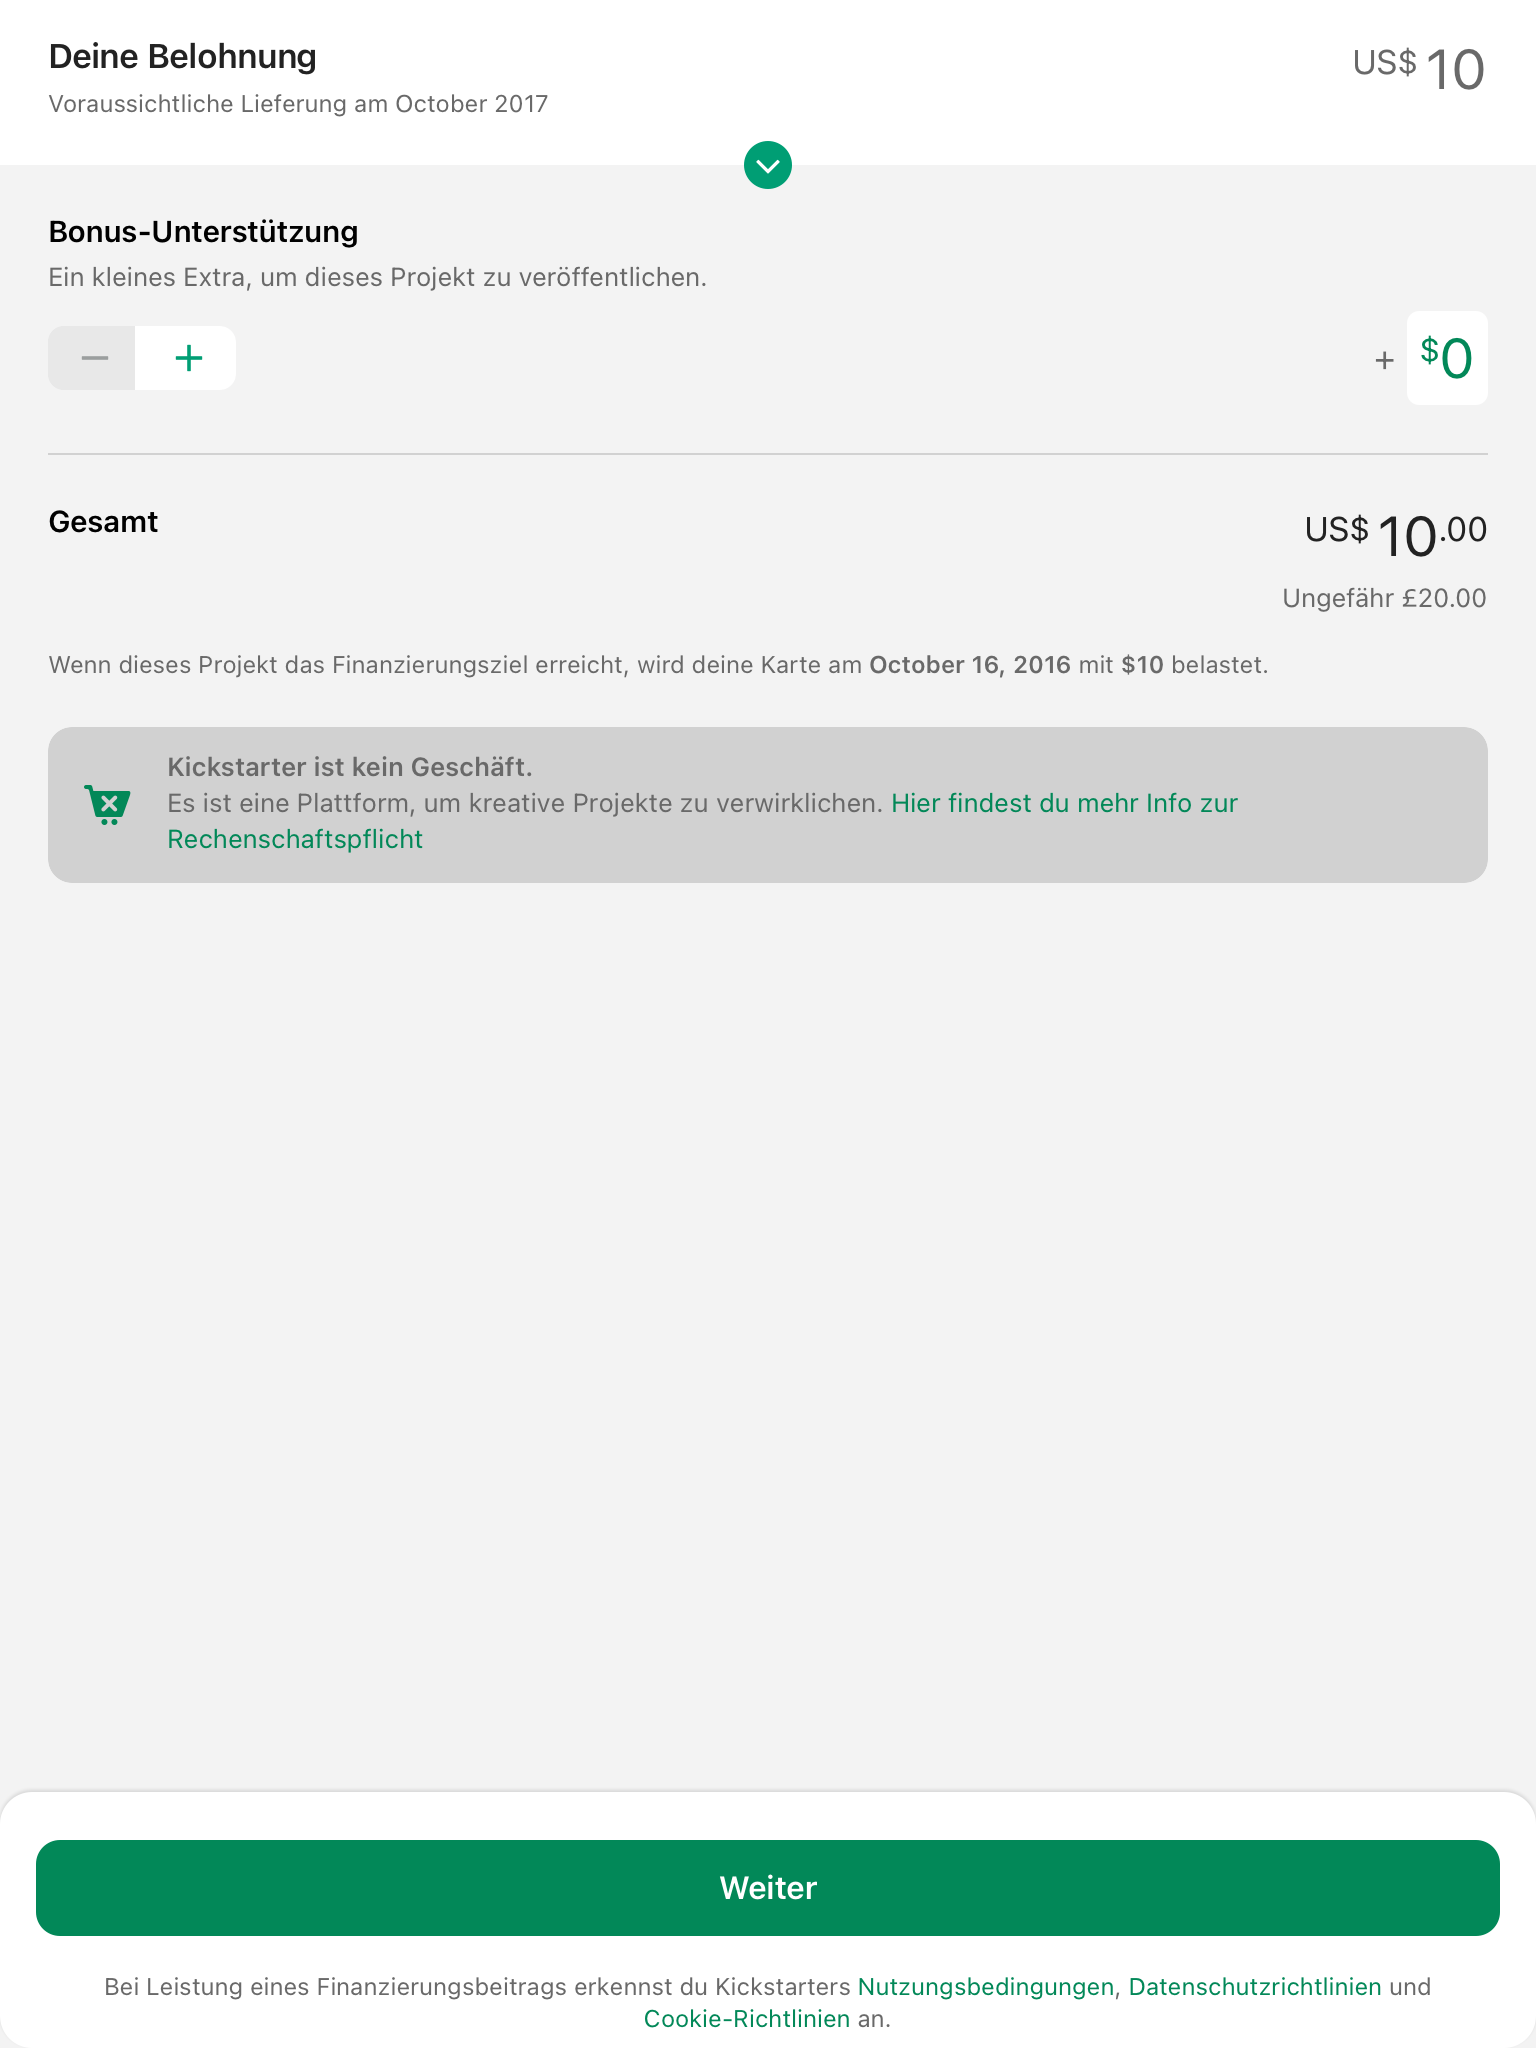 Deine Belohnung
US$ 10
Voraussichtliche Lieferung am October 2017
Bonus-Unterstützung
Ein kleines Extra, um dieses Projekt zu veröffentlichen.
+ $0
Gesamt
US$ 10.00
Ungefähr £20.00
Wenn dieses Projekt das Finanzierungsziel erreicht, wird deine Karte am October 16, 2016 mit $10 belastet.
Kickstarter ist kein Geschäft.
Es ist eine Plattform, um kreative Projekte zu verwirklichen. Hier findest du mehr Info zur
Rechenschaftspflicht
Weiter
Bei Leistung eines Finanzierungsbeitrags erkennst du Kickstarters Nutzungsbedingungen, Datenschutzrichtlinien und
Cookie-Richtlinien an.